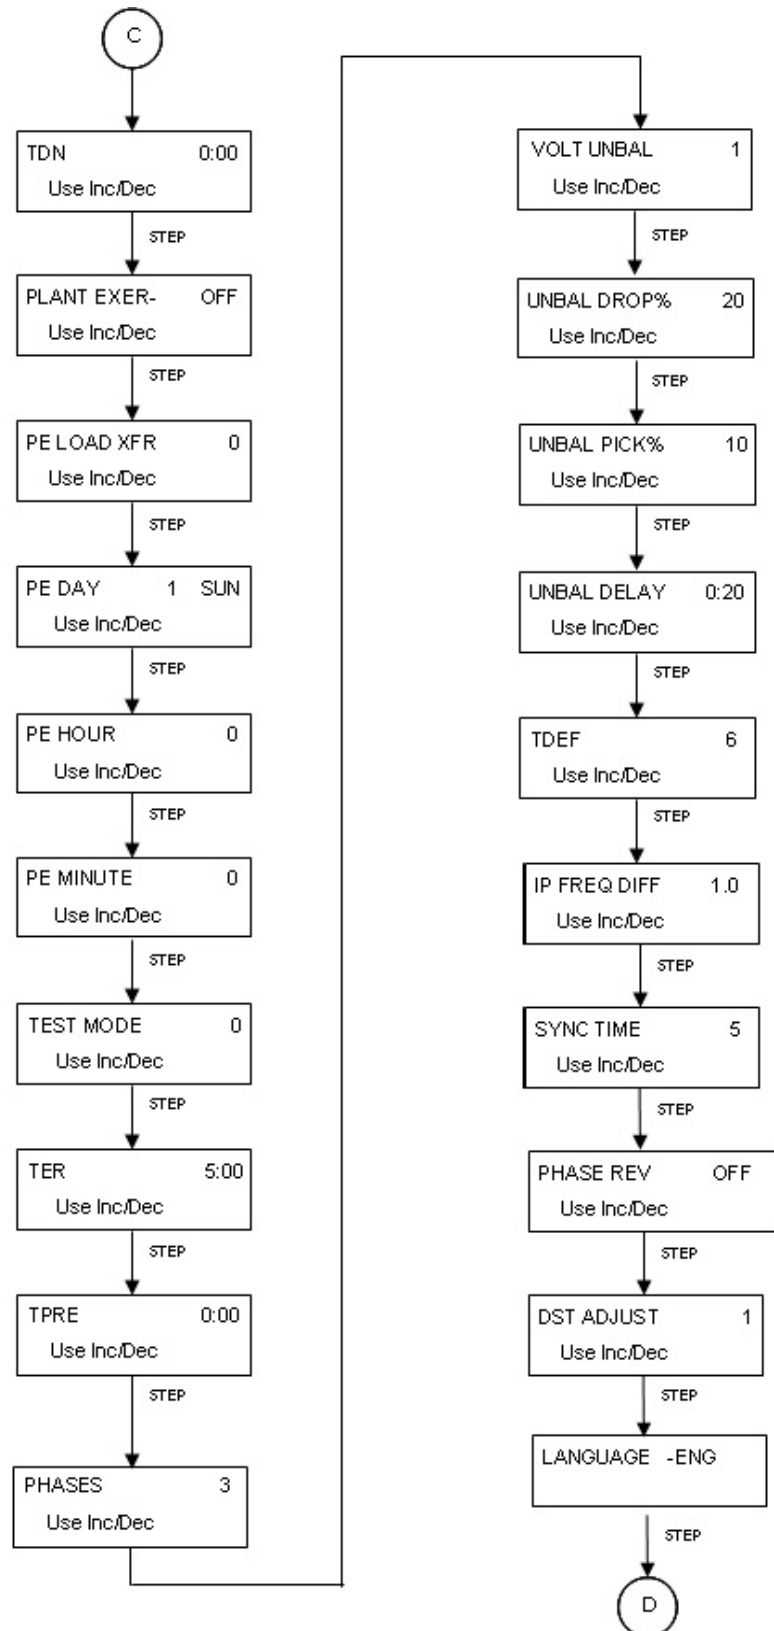 C
TDN 0:00
Use Inc/Dec
STEP
PLANT EXER- OFF
Use Inc/Dec
STEP
PE LOAD XFR 0
Use Inc/Dec
STEP
PE DAY 1 SUN
Use Inc/Dec
STEP
PE HOUR 0
Use Inc/Dec
STEP
PE MINUTE 0
Use Inc/Dec
STEP
TEST MODE 0
Use Inc/Dec
STEP
TER 5:00
Use Inc/Dec
STEP
TPRE 0:00
Use Inc/Dec
STEP
PHASES 3
Use Inc/Dec
VOLT UNBAL 1
Use Inc/Dec
STEP
UNBAL DROP% 20
Use Inc/Dec
STEP
UNBAL PICK% 10
Use Inc/Dec
STEP
UNBAL DELAY 0:20
Use Inc/Dec
STEP
TDEF 6
Use Inc/Dec
STEP
IP FREQ DIFF 1.0
Use Inc/Dec
STEP
SYNC TIME 5
Use Inc/Dec
STEP
PHASE REV OFF
Use Inc/Dec
STEP
DST ADJUST 1
Use Inc/Dec
STEP
LANGUAGE -ENG
STEP
D